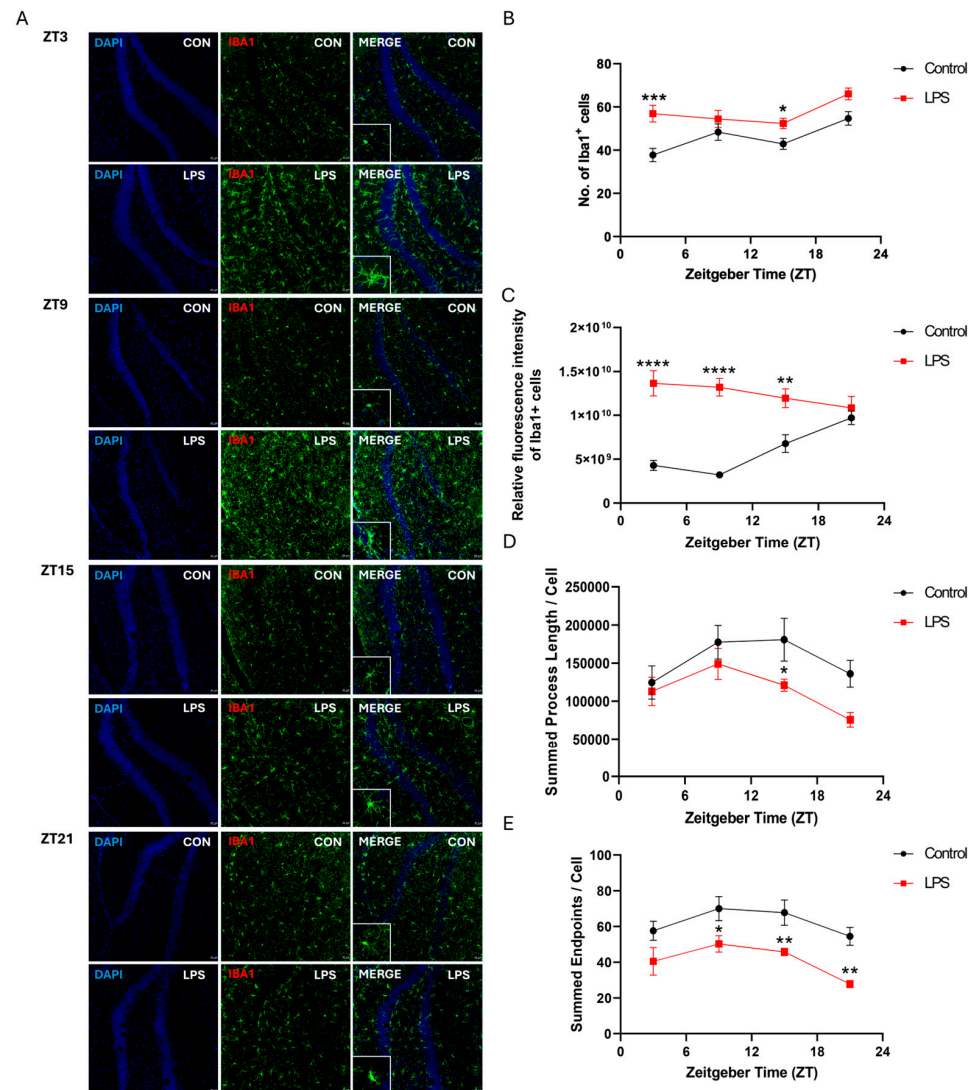 A
ZT3
DAPI CON IBA1 CON MERGE CON
DAPI LPS IBA1 LPS MERGE LPS
ZT9
DAPI CON IBA1 CON MERGE CON
DAPI LPS IBA1 LPS MERGE LPS
ZT15
DAPI CON IBA1 CON MERGE CON
DAPI LPS IBA1 LPS MERGE LPS
ZT21
DAPI CON IBA1 CON MERGE CON
DAPI LPS IBA1 LPS MERGE LPS
B
No. of Iba1⁺ cells
80
60
40
20
0
*** *
0 6 12 18 24
Zeitgeber Time (ZT)
Control
LPS
C
Relative fluorescence intensity
of Iba1+ cells
2×10¹⁰
1.5×10¹⁰
1×10¹⁰
5×10⁹
0
**** **** **
0 6 12 18 24
Zeitgeber Time (ZT)
Control
LPS
D
Summed Process Length / Cell
250000
200000
150000
100000
50000
0
*
0 6 12 18 24
Zeitgeber Time (ZT)
Control
LPS
E
Summed Endpoints / Cell
100
80
60
40
20
0
* ** **
0 6 12 18 24
Zeitgeber Time (ZT)
Control
LPS